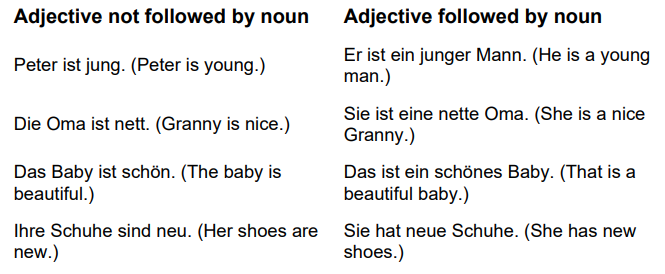 Adjective not followed by noun
Adjective followed by noun
Peter ist jung. (Peter is young.)
Er ist ein junger Mann. (He is a young
man.)
Die Oma ist nett. (Granny is nice.)
Sie ist eine nette Oma. (She is a nice
Granny.)
Das Baby ist schön. (The baby is
beautiful.)
Das ist ein schönes Baby. (That is a
beautiful baby.)
Ihre Schuhe sind neu. (Her shoes are
new.)
Sie hat neue Schuhe. (She has new
shoes.)